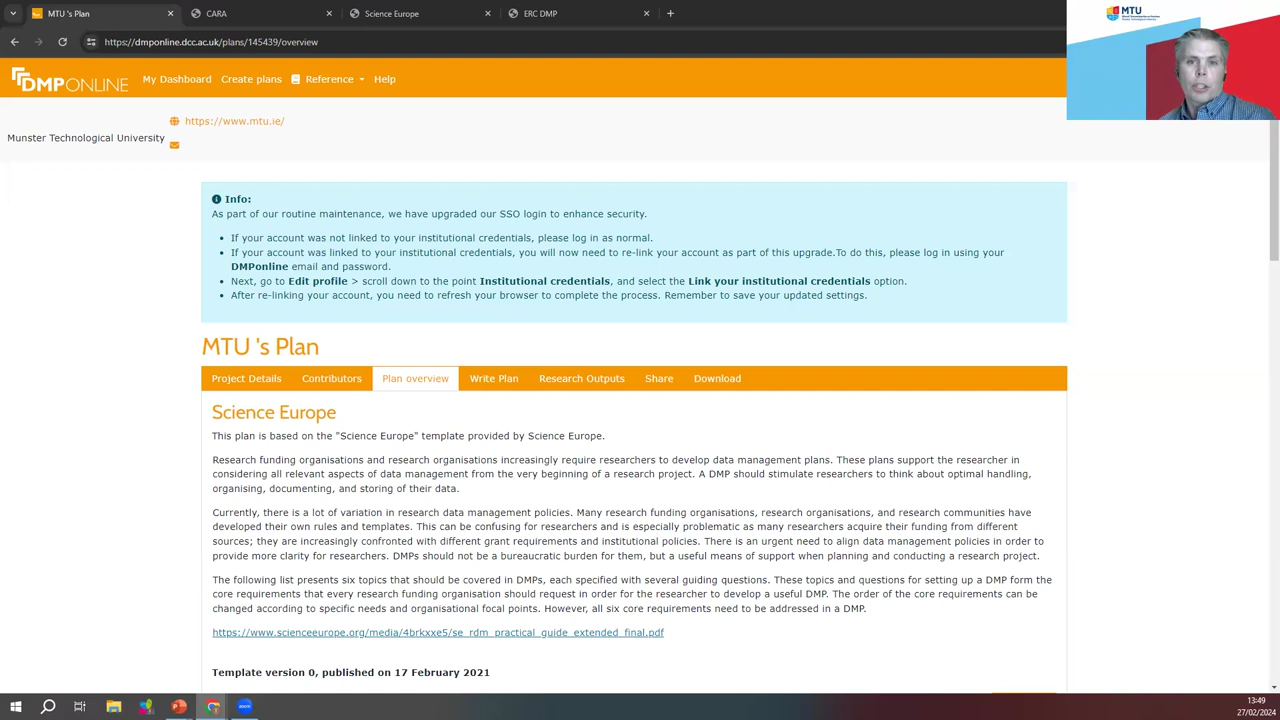 MTU 's Plan
CARA
Science Europe
ERC DMP
https://dmponline.dcc.ac.uk/plans/145439/overview
MTU
DMPONLINE
My Dashboard
Create plans
Reference
Help
https://www.mtu.ie/
Munster Technological University
Info:
As part of our routine maintenance, we have upgraded our SSO login to enhance security.
• If your account was not linked to your institutional credentials, please log in as normal.
• If your account was linked to your institutional credentials, you will now need to re-link your account as part of this upgrade.To do this, please log in using your
DMPonline email and password.
• Next, go to Edit profile > scroll down to the point Institutional credentials, and select the Link your institutional credentials option.
• After re-linking your account, you need to refresh your browser to complete the process. Remember to save your updated settings.
MTU 's Plan
Project Details
Contributors
Plan overview
Write Plan
Research Outputs
Share
Download
Science Europe
This plan is based on the "Science Europe" template provided by Science Europe.
Research funding organisations and research organisations increasingly require researchers to develop data management plans. These plans support the researcher in
considering all relevant aspects of data management from the very beginning of a research project. A DMP should stimulate researchers to think about optimal handling,
organising, documenting, and storing of their data.
Currently, there is a lot of variation in research data management policies. Many research funding organisations, research organisations, and research communities have
developed their own rules and templates. This can be confusing for researchers and is especially problematic as many researchers acquire their funding from different
sources; they are increasingly confronted with different grant requirements and institutional policies. There is an urgent need to align data management policies in order to
provide more clarity for researchers. DMPs should not be a bureaucratic burden for them, but a useful means of support when planning and conducting a research project.
The following list presents six topics that should be covered in DMPs, each specified with several guiding questions. These topics and questions for setting up a DMP form the
core requirements that every research funding organisation should request in order for the researcher to develop a useful DMP. The order of the core requirements can be
changed according to specific needs and organisational focal points. However, all six core requirements need to be addressed in a DMP.
https://www.scienceeurope.org/media/4brkxxe5/se_rdm_practical_guide_extended_final.pdf
Template version 0, published on 17 February 2021
13:49
27/02/2024